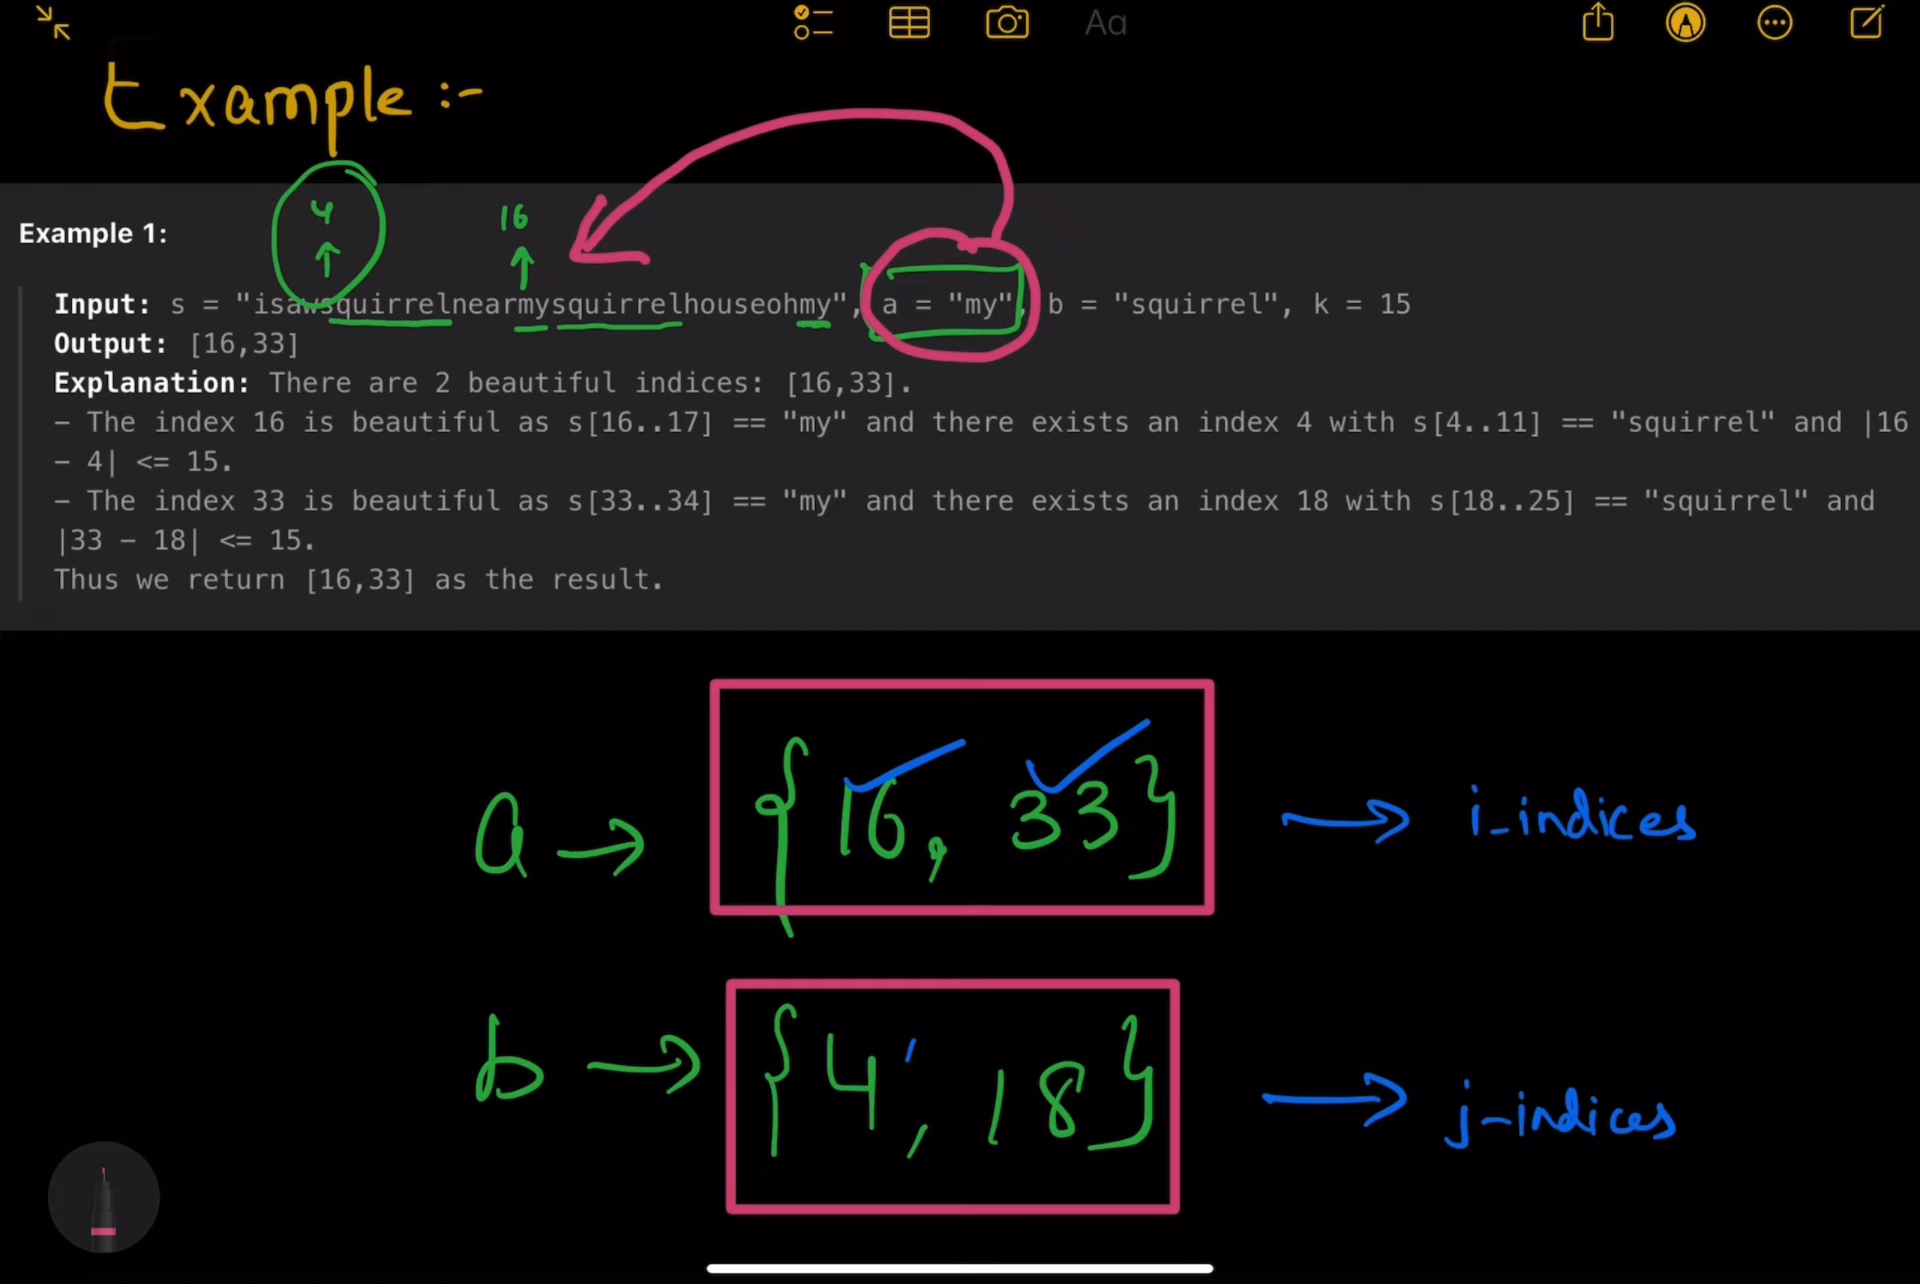 Aa
Example :-
4
16
Example 1:
Input: s = "isawsquirrelnearmysquirrelhouseohmy", a = "my", b = "squirrel", k = 15
Output: [16,33]
Explanation: There are 2 beautiful indices: [16,33].
- The index 16 is beautiful as s[16..17] == "my" and there exists an index 4 with s[4..11] == "squirrel" and |16
- 4| <= 15.
- The index 33 is beautiful as s[33..34] == "my" and there exists an index 18 with s[18..25] == "squirrel" and
|33 - 18| <= 15.
Thus we return [16,33] as the result.
a → {16, 33} → i-indices
b → {4, 18} → j-indices